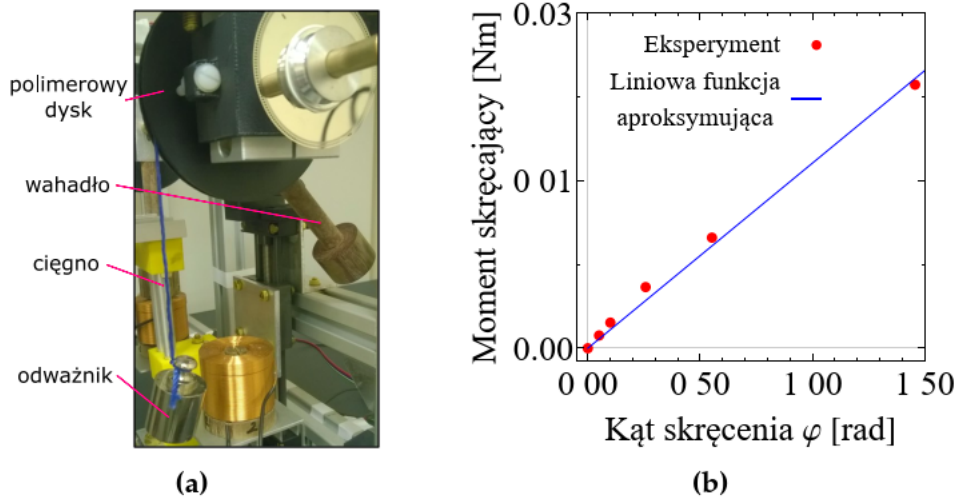 polimerowy
dysk
wahadło
cięgno
odważnik
(a)
Moment skręcający [Nm]
0.03
0 01
0.00
Eksperyment
Liniowa funkcja
aproksymująca
0 00
0 50
1 00
1 50
Kąt skręcenia φ [rad]
(b)